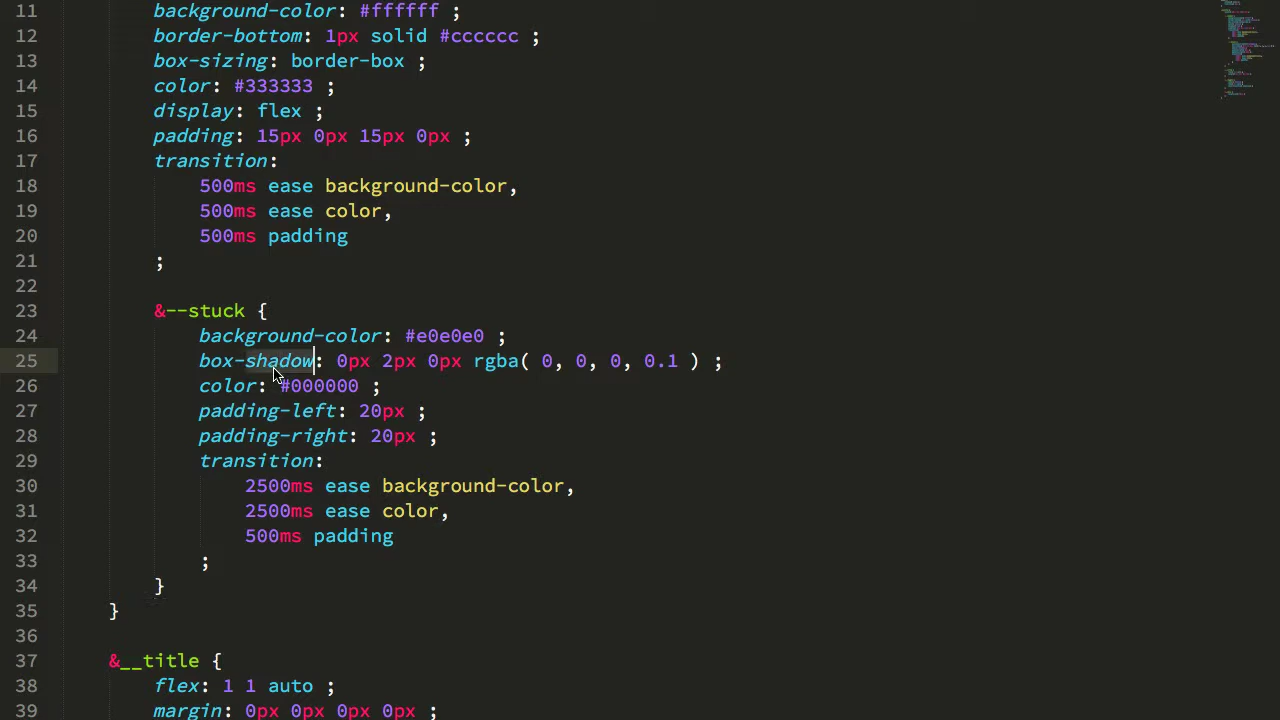 11 background-color: #ffffff ;
12 border-bottom: 1px solid #cccccc ;
13 box-sizing: border-box ;
14 color: #333333 ;
15 display: flex ;
16 padding: 15px 0px 15px 0px ;
17 transition:
18 500ms ease background-color,
19 500ms ease color,
20 500ms padding
21 ;
22
23 &--stuck {
24 background-color: #e0e0e0 ;
25 box-shadow: 0px 2px 0px rgba( 0, 0, 0, 0.1 ) ;
26 color: #000000 ;
27 padding-left: 20px ;
28 padding-right: 20px ;
29 transition:
30 2500ms ease background-color,
31 2500ms ease color,
32 500ms padding
33 ;
34 }
35 }
36
37 &__title {
38 flex: 1 1 auto ;
39 margin: 0px 0px 0px 0px ;